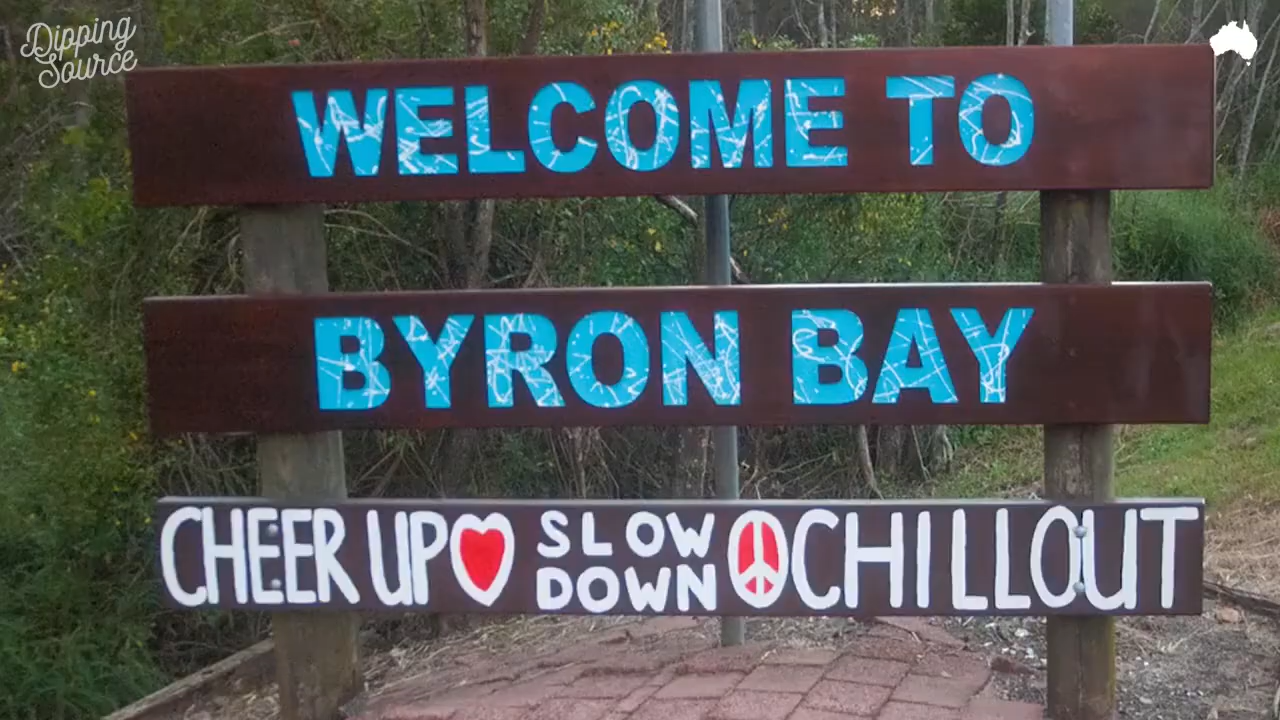 Dipping
Source
WELCOME TO
BYRON BAY
CHEER UP SLOW DOWN CHILLOUT